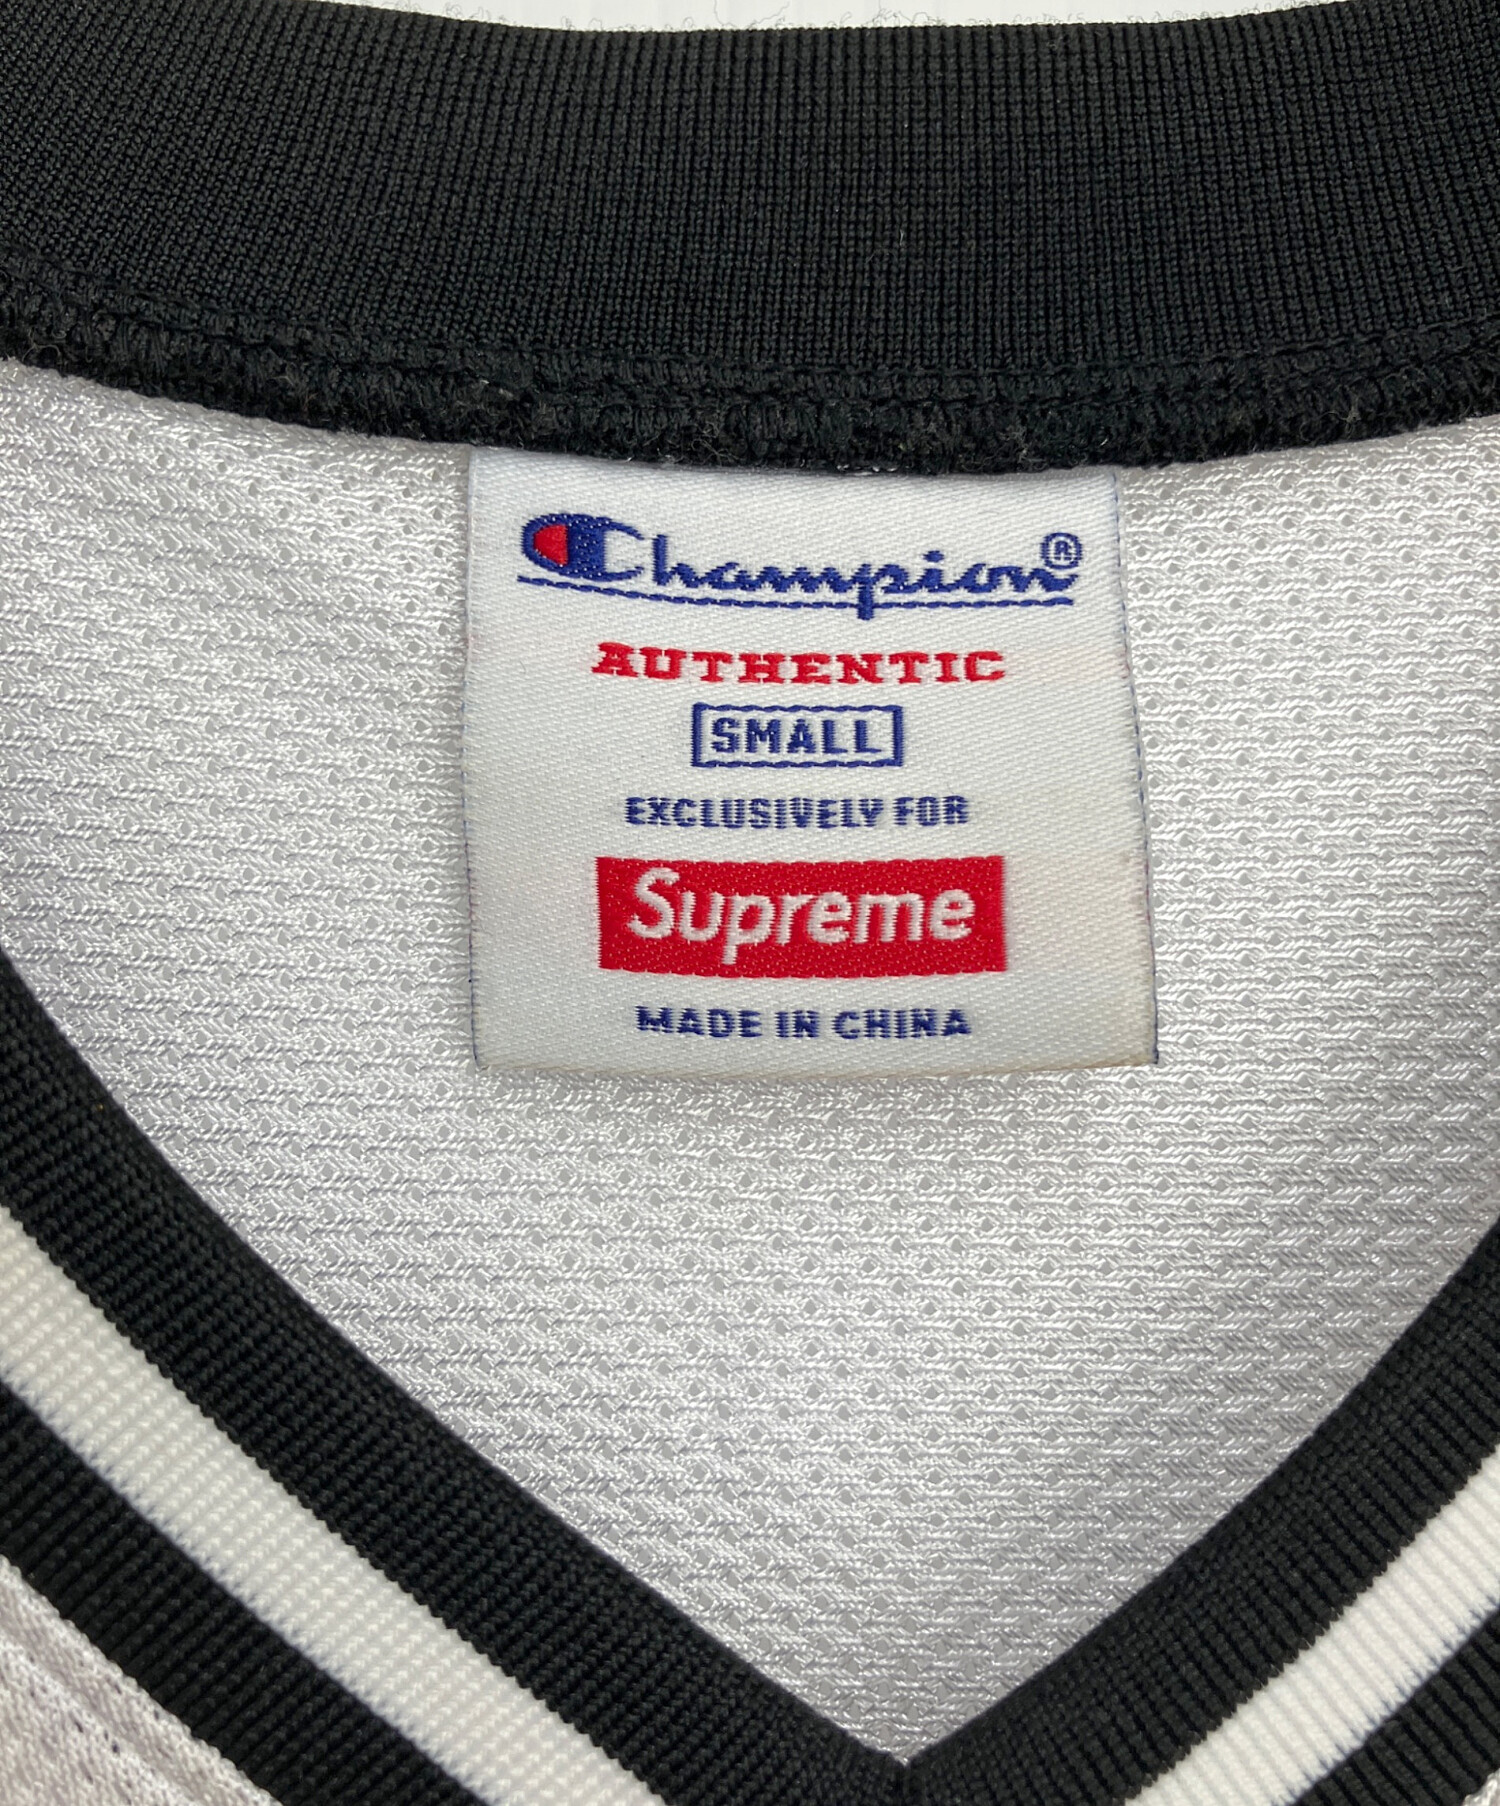 Champion®
AUTHENTIC
SMALL
EXCLUSIVELY FOR
Supreme
MADE IN CHINA